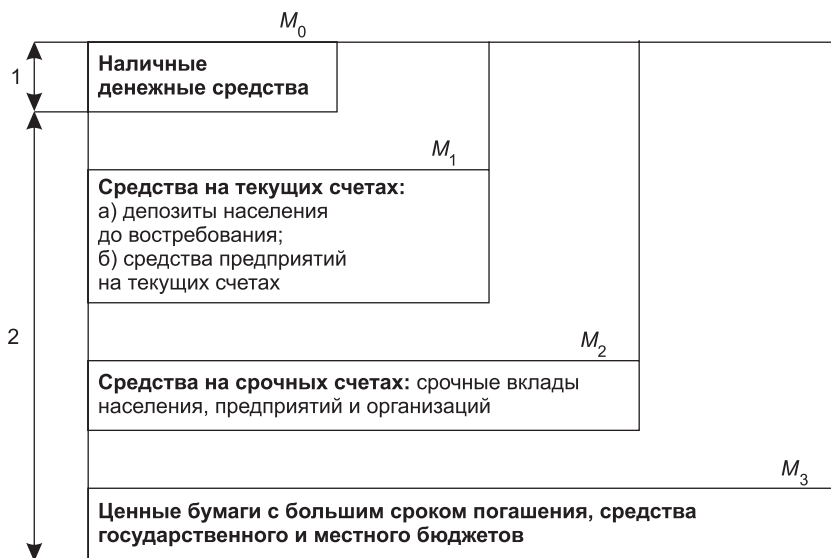 M0
1
Наличные
денежные средства
M1
Средства на текущих счетах:
а) депозиты населения
до востребования;
б) средства предприятий
на текущих счетах
2
M2
Средства на срочных счетах: срочные вклады
населения, предприятий и организаций
M3
Ценные бумаги с большим сроком погашения, средства
государственного и местного бюджетов